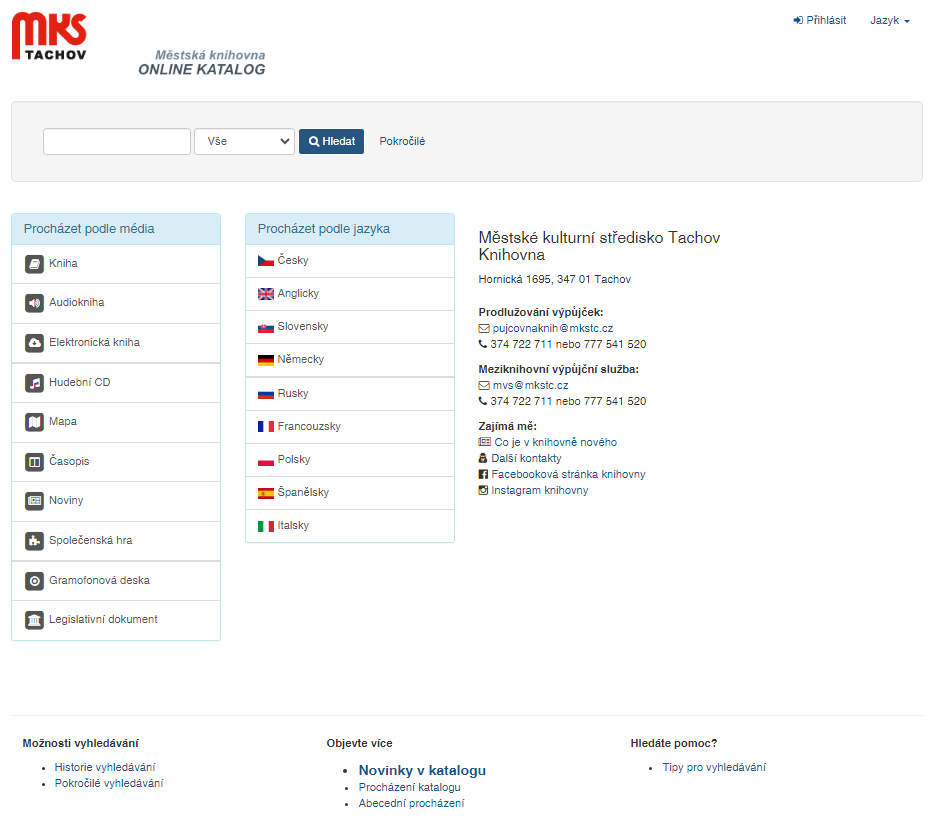 MKS
TACHOV
Městská knihovna
ONLINE KATALOG
Přihlásit
Jazyk
Vše
Hledat
Pokročilé
Procházet podle média
Kniha
Audiokniha
Elektronická kniha
Hudební CD
Mapa
Časopis
Noviny
Společenská hra
Gramofonová deska
Legislativní dokument
Procházet podle jazyka
Česky
Anglicky
Slovensky
Německy
Rusky
Francouzsky
Polsky
Španělsky
Italsky
Městské kulturní středisko Tachov
Knihovna
Hornická 1695, 347 01 Tachov
Prodlužování výpůjček:
pujcovnaknih@mkstc.cz
374 722 711 nebo 777 541 520
Meziknihovní výpůjční služba:
mvs@mkstc.cz
374 722 711 nebo 777 541 520
Zajímá mě:
Co je v knihovně nového
Další kontakty
Facebooková stránka knihovny
Instagram knihovny
Možnosti vyhledávání
Historie vyhledávání
Pokročilé vyhledávání
Objevte více
Novinky v katalogu
Procházení katalogu
Abecední procházení
Hledáte pomoc?
Tipy pro vyhledávání